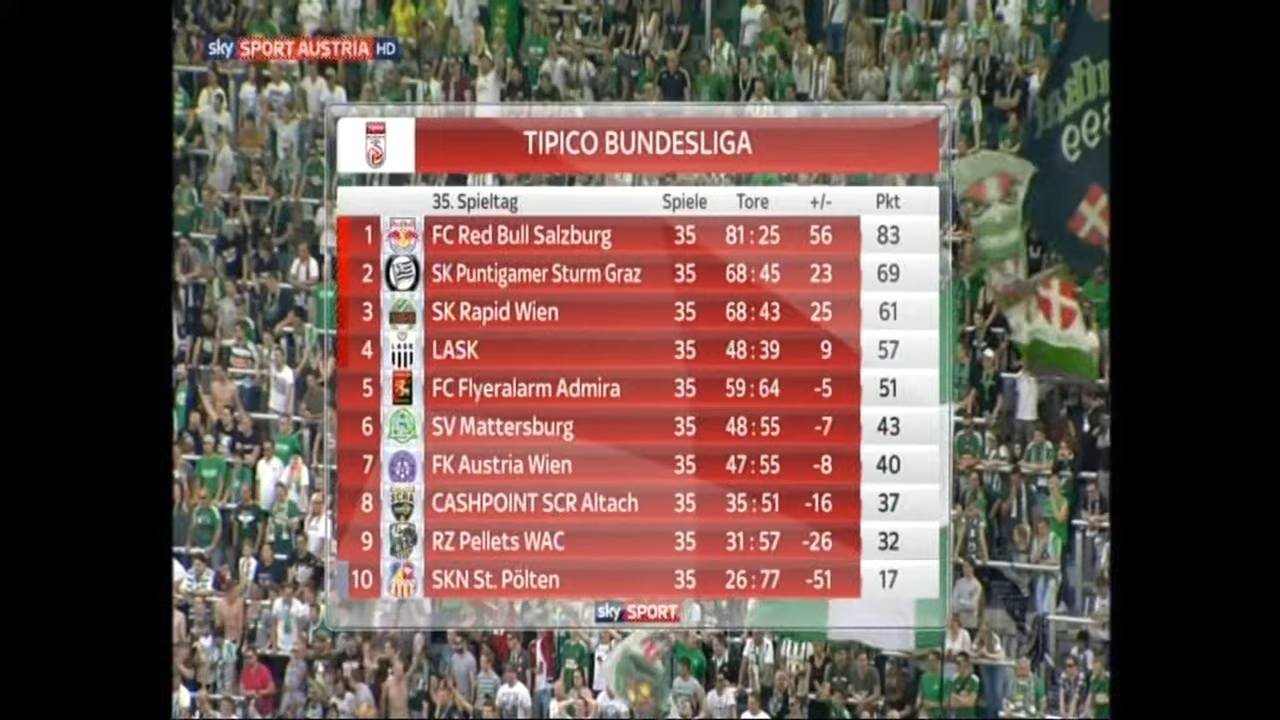 sky SPORT AUSTRIA HD
TIPICO BUNDESLIGA
35. Spieltag Spiele Tore +/- Pkt
1 FC Red Bull Salzburg 35 81:25 56 83
2 SK Puntigamer Sturm Graz 35 68:45 23 69
3 SK Rapid Wien 35 68:43 25 61
4 LASK LASK 35 48:39 9 57
5 FC Flyeralarm Admira 35 59:64 -5 51
6 SV Mattersburg 35 48:55 -7 43
7 FK Austria Wien 35 47:55 -8 40
8 SCRA CASHPOINT SCR Altach 35 35:51 -16 37
9 RZ Pellets WAC 35 31:57 -26 32
10 SKN St. Pölten 35 26:77 -51 17
sky SPORT